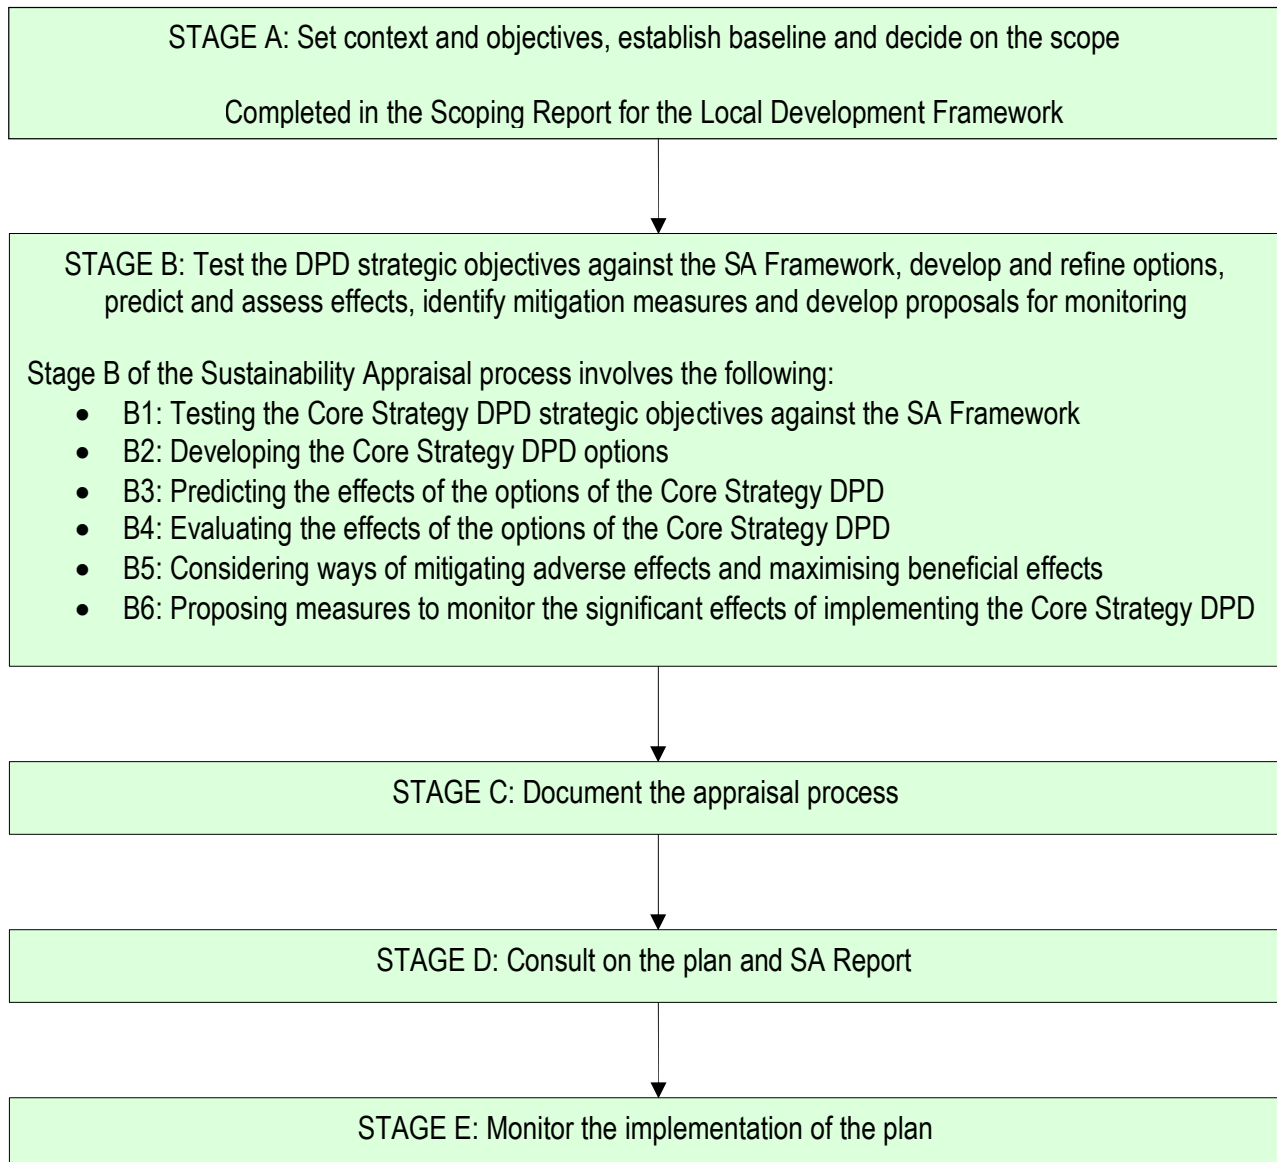 STAGE A: Set context and objectives, establish baseline and decide on the scope
Completed in the Scoping Report for the Local Development Framework
STAGE B: Test the DPD strategic objectives against the SA Framework, develop and refine options,
predict and assess effects, identify mitigation measures and develop proposals for monitoring
Stage B of the Sustainability Appraisal process involves the following:
• B1: Testing the Core Strategy DPD strategic objectives against the SA Framework
• B2: Developing the Core Strategy DPD options
• B3: Predicting the effects of the options of the Core Strategy DPD
• B4: Evaluating the effects of the options of the Core Strategy DPD
• B5: Considering ways of mitigating adverse effects and maximising beneficial effects
• B6: Proposing measures to monitor the significant effects of implementing the Core Strategy DPD
STAGE C: Document the appraisal process
STAGE D: Consult on the plan and SA Report
STAGE E: Monitor the implementation of the plan